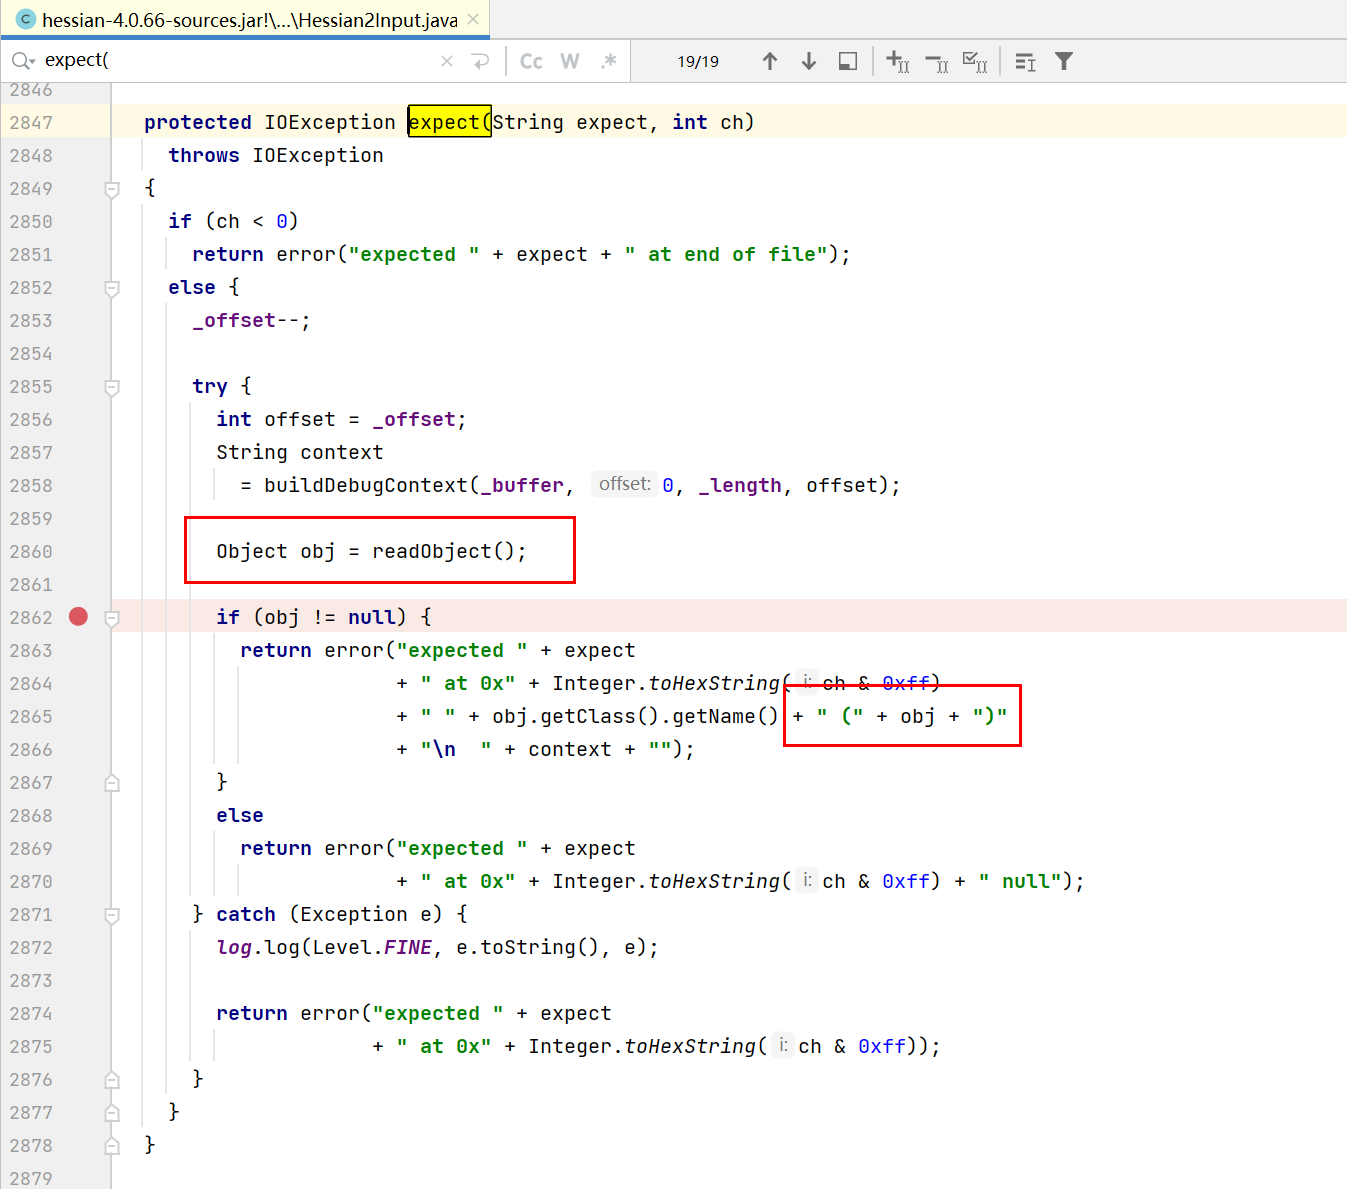 hessian-4.0.66-sources.jar!\...\Hessian2Input.java
expect( Cc W .* 19/19
2846
2847 protected IOException expect(String expect, int ch)
2848 throws IOException
2849 {
2850 if (ch < 0)
2851 return error("expected " + expect + " at end of file");
2852 else {
2853 _offset--;
2854
2855 try {
2856 int offset = _offset;
2857 String context
2858 = buildDebugContext(_buffer, offset: 0, _length, offset);
2859
2860 Object obj = readObject();
2861
2862 if (obj != null) {
2863 return error("expected " + expect
2864 + " at 0x" + Integer.toHexString( i: ch & 0xff)
2865 + " " + obj.getClass().getName() + " (" + obj + ")"
2866 + "\n  " + context + "");
2867 }
2868 else
2869 return error("expected " + expect
2870 + " at 0x" + Integer.toHexString( i: ch & 0xff) + " null");
2871 } catch (Exception e) {
2872 log.log(Level.FINE, e.toString(), e);
2873
2874 return error("expected " + expect
2875 + " at 0x" + Integer.toHexString( i: ch & 0xff));
2876 }
2877 }
2878 }
2879